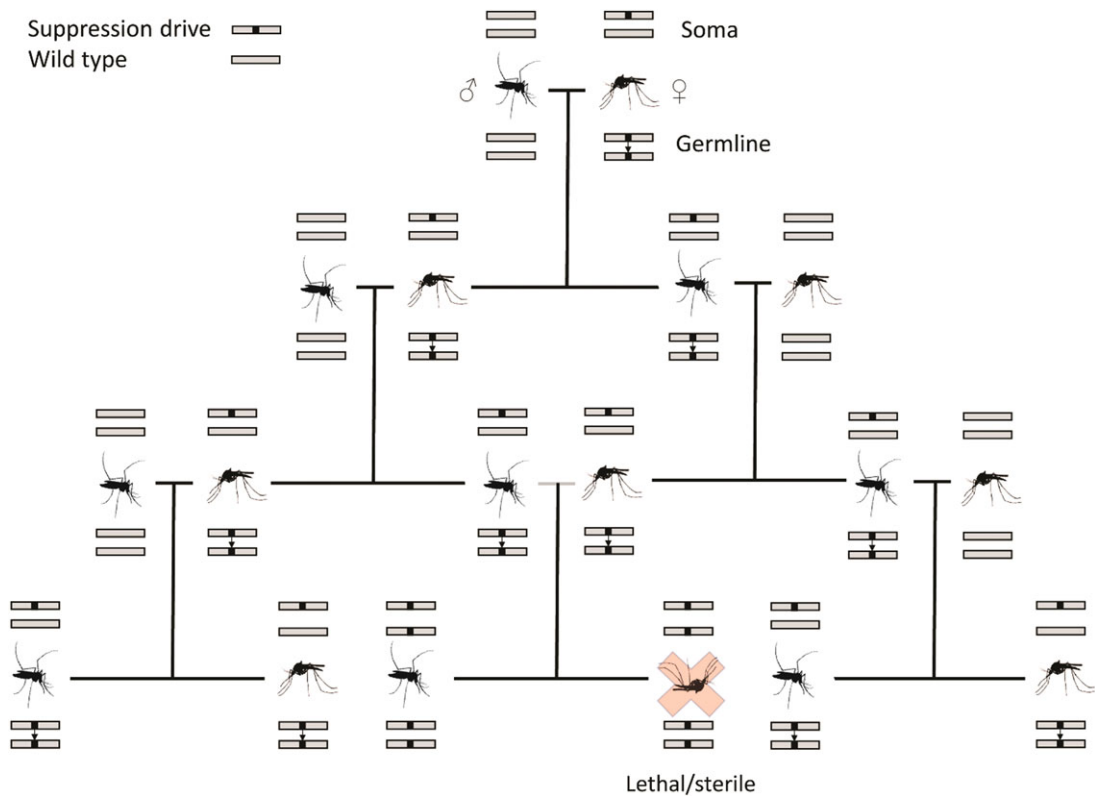 Suppression drive
Wild type
Soma
♂
♀
Germline
Lethal/sterile